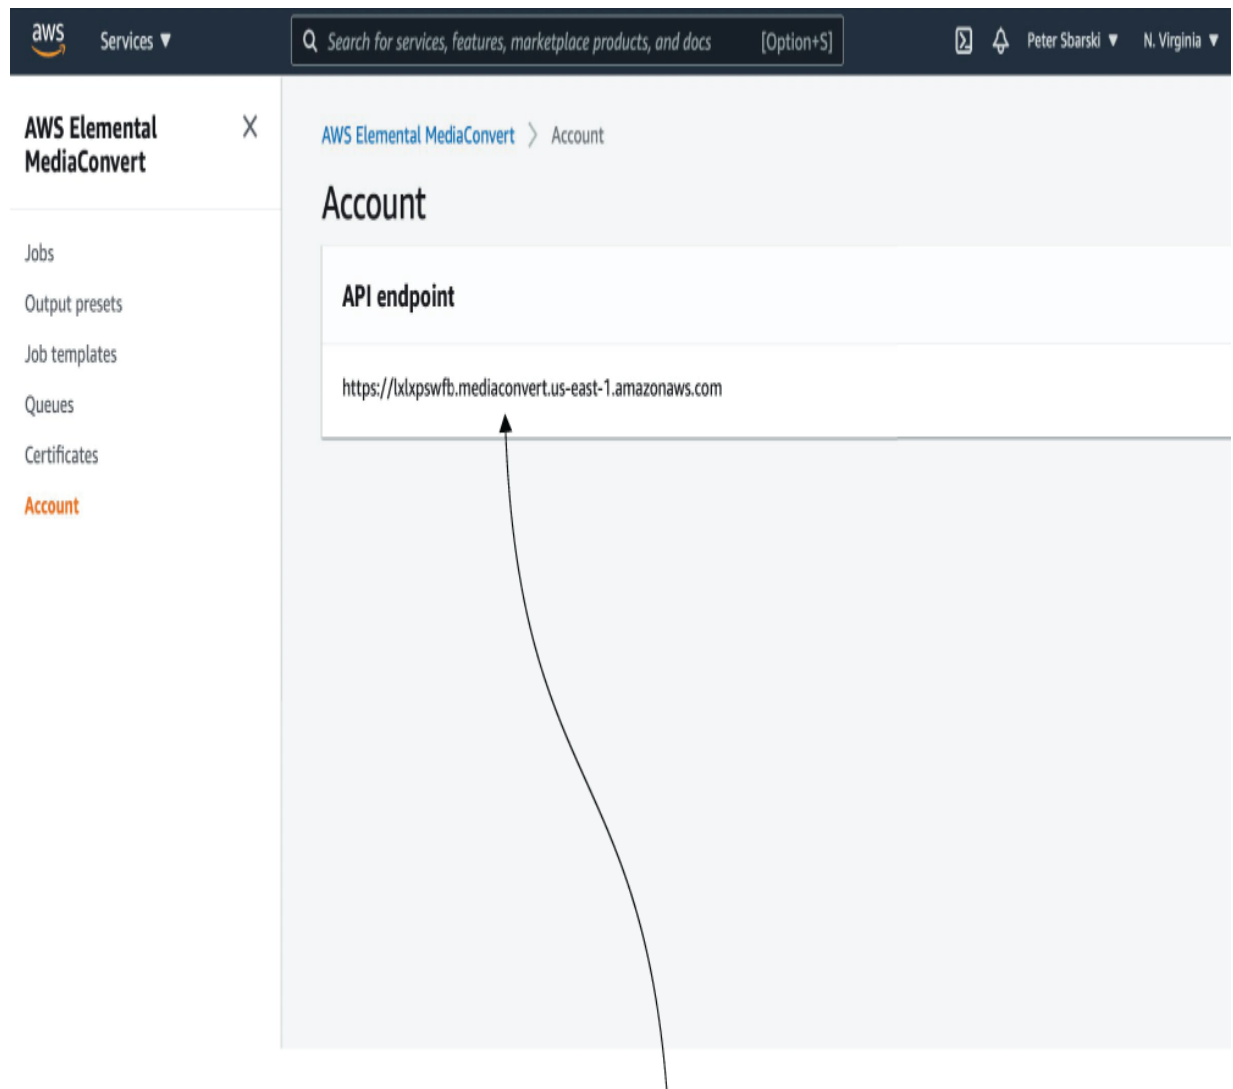 aws Services ▼ Search for services, features, marketplace products, and docs [Option+S] Peter Sbarski ▼ N. Virginia ▼
AWS Elemental
MediaConvert
X
Jobs
Output presets
Job templates
Queues
Certificates
Account
AWS Elemental MediaConvert > Account
Account
API endpoint
https://lxlxpswfb.mediaconvert.us-east-1.amazonaws.com